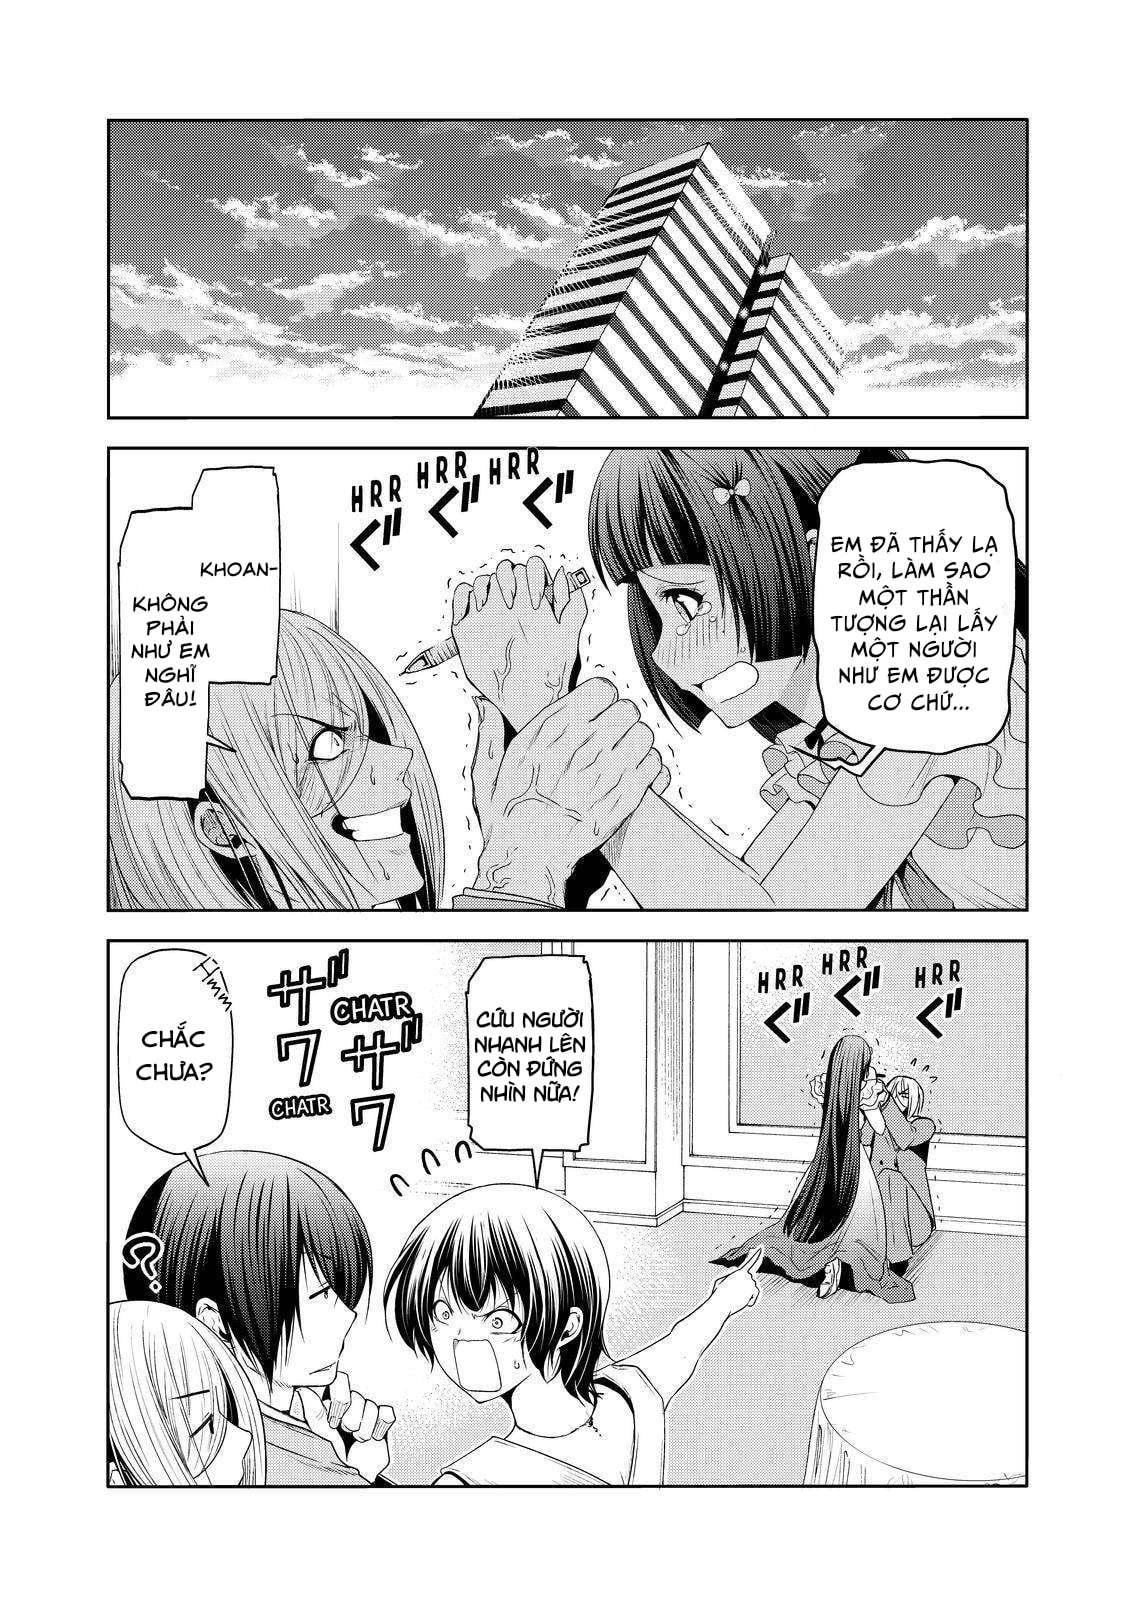 EM ĐÃ THẤY LẠ
RỒI, LÀM SAO
MỘT THẦN
TƯỢNG LẠI LẤY
MỘT NGƯỜI
NHƯ EM ĐƯỢC
CƠ CHỨ...
HRR
HRR
HRR
ぐ
ぐ
ぐ
KHOAN-
KHÔNG
PHẢI
NHƯ EM
NGHĨ
ĐÂU!
HRR
HRR
HRR
ぐ
ぐ
ぐ
CỨU NGƯỜI
NHANH LÊN
CÒN ĐỨNG
NHÌN NỮA!
ザワ
CHATR
ザワ
CHATR
Hmm
CHẮC
CHƯA?
?